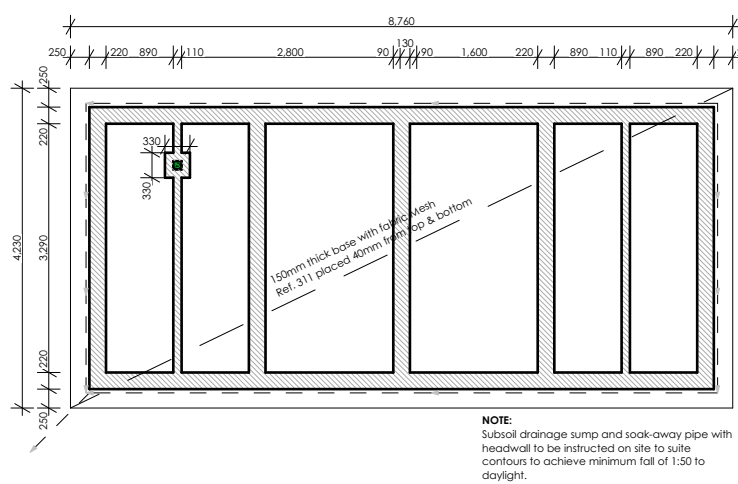 8,760
130
250 220 890 110 2,800 90 90 1,600 220 890 110 890 220
250
220
330
330
4,230
3,290
150mm thick base with fabric Mesh
Ref. 311 placed 40mm from top & bottom
220
250
NOTE:
Subsoil drainage sump and soak-away pipe with
headwall to be instructed on site to suite
contours to achieve minimum fall of 1:50 to
daylight.